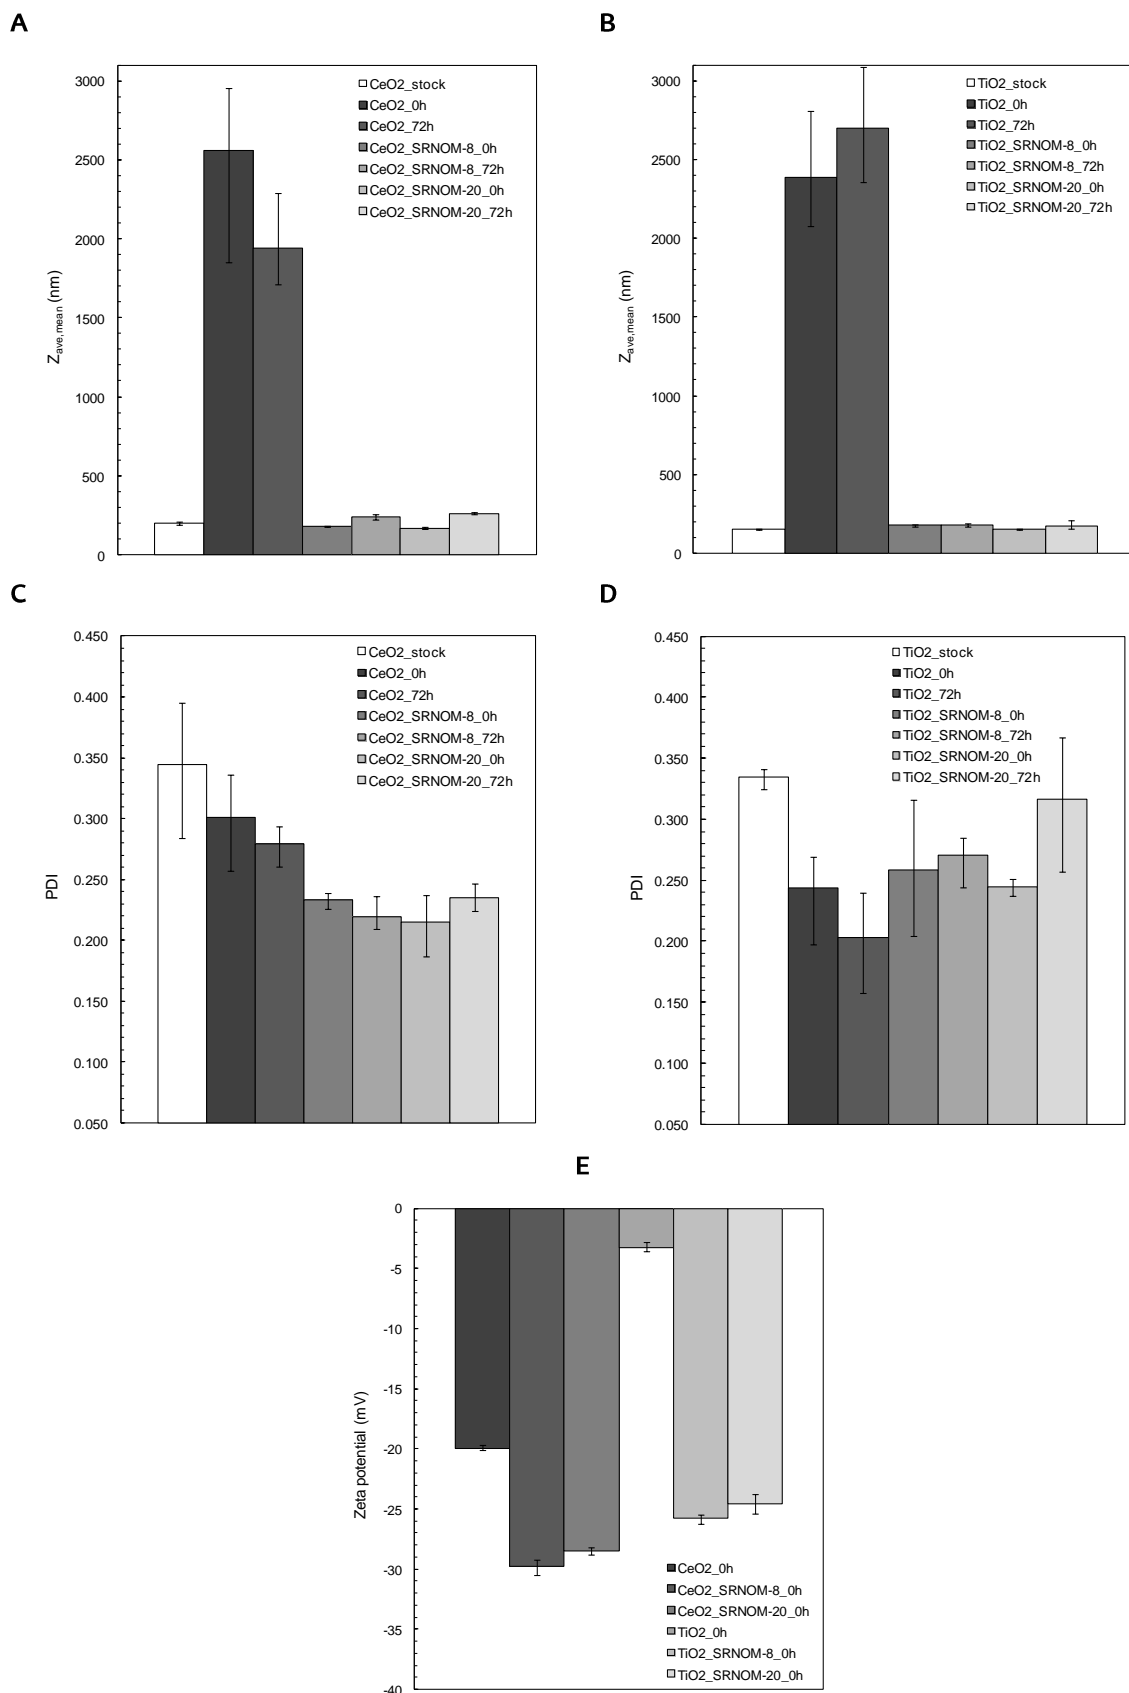 A
3000
2500
2000
1500
1000
500
0
Zave,mean (nm)
CeO2_stock
CeO2_0h
CeO2_72h
CeO2_SRNOM-8_0h
CeO2_SRNOM-8_72h
CeO2_SRNOM-20_0h
CeO2_SRNOM-20_72h
B
3000
2500
2000
1500
1000
500
0
Zave,mean (nm)
TiO2_stock
TiO2_0h
TiO2_72h
TiO2_SRNOM-8_0h
TiO2_SRNOM-8_72h
TiO2_SRNOM-20_0h
TiO2_SRNOM-20_72h
C
0.450
0.400
0.350
0.300
0.250
0.200
0.150
0.100
0.050
PDI
CeO2_stock
CeO2_0h
CeO2_72h
CeO2_SRNOM-8_0h
CeO2_SRNOM-8_72h
CeO2_SRNOM-20_0h
CeO2_SRNOM-20_72h
D
0.450
0.400
0.350
0.300
0.250
0.200
0.150
0.100
0.050
PDI
TiO2_stock
TiO2_0h
TiO2_72h
TiO2_SRNOM-8_0h
TiO2_SRNOM-8_72h
TiO2_SRNOM-20_0h
TiO2_SRNOM-20_72h
E
0
-5
-10
-15
-20
-25
-30
-35
-40
Zeta potential (mV)
CeO2_0h
CeO2_SRNOM-8_0h
CeO2_SRNOM-20_0h
TiO2_0h
TiO2_SRNOM-8_0h
TiO2_SRNOM-20_0h